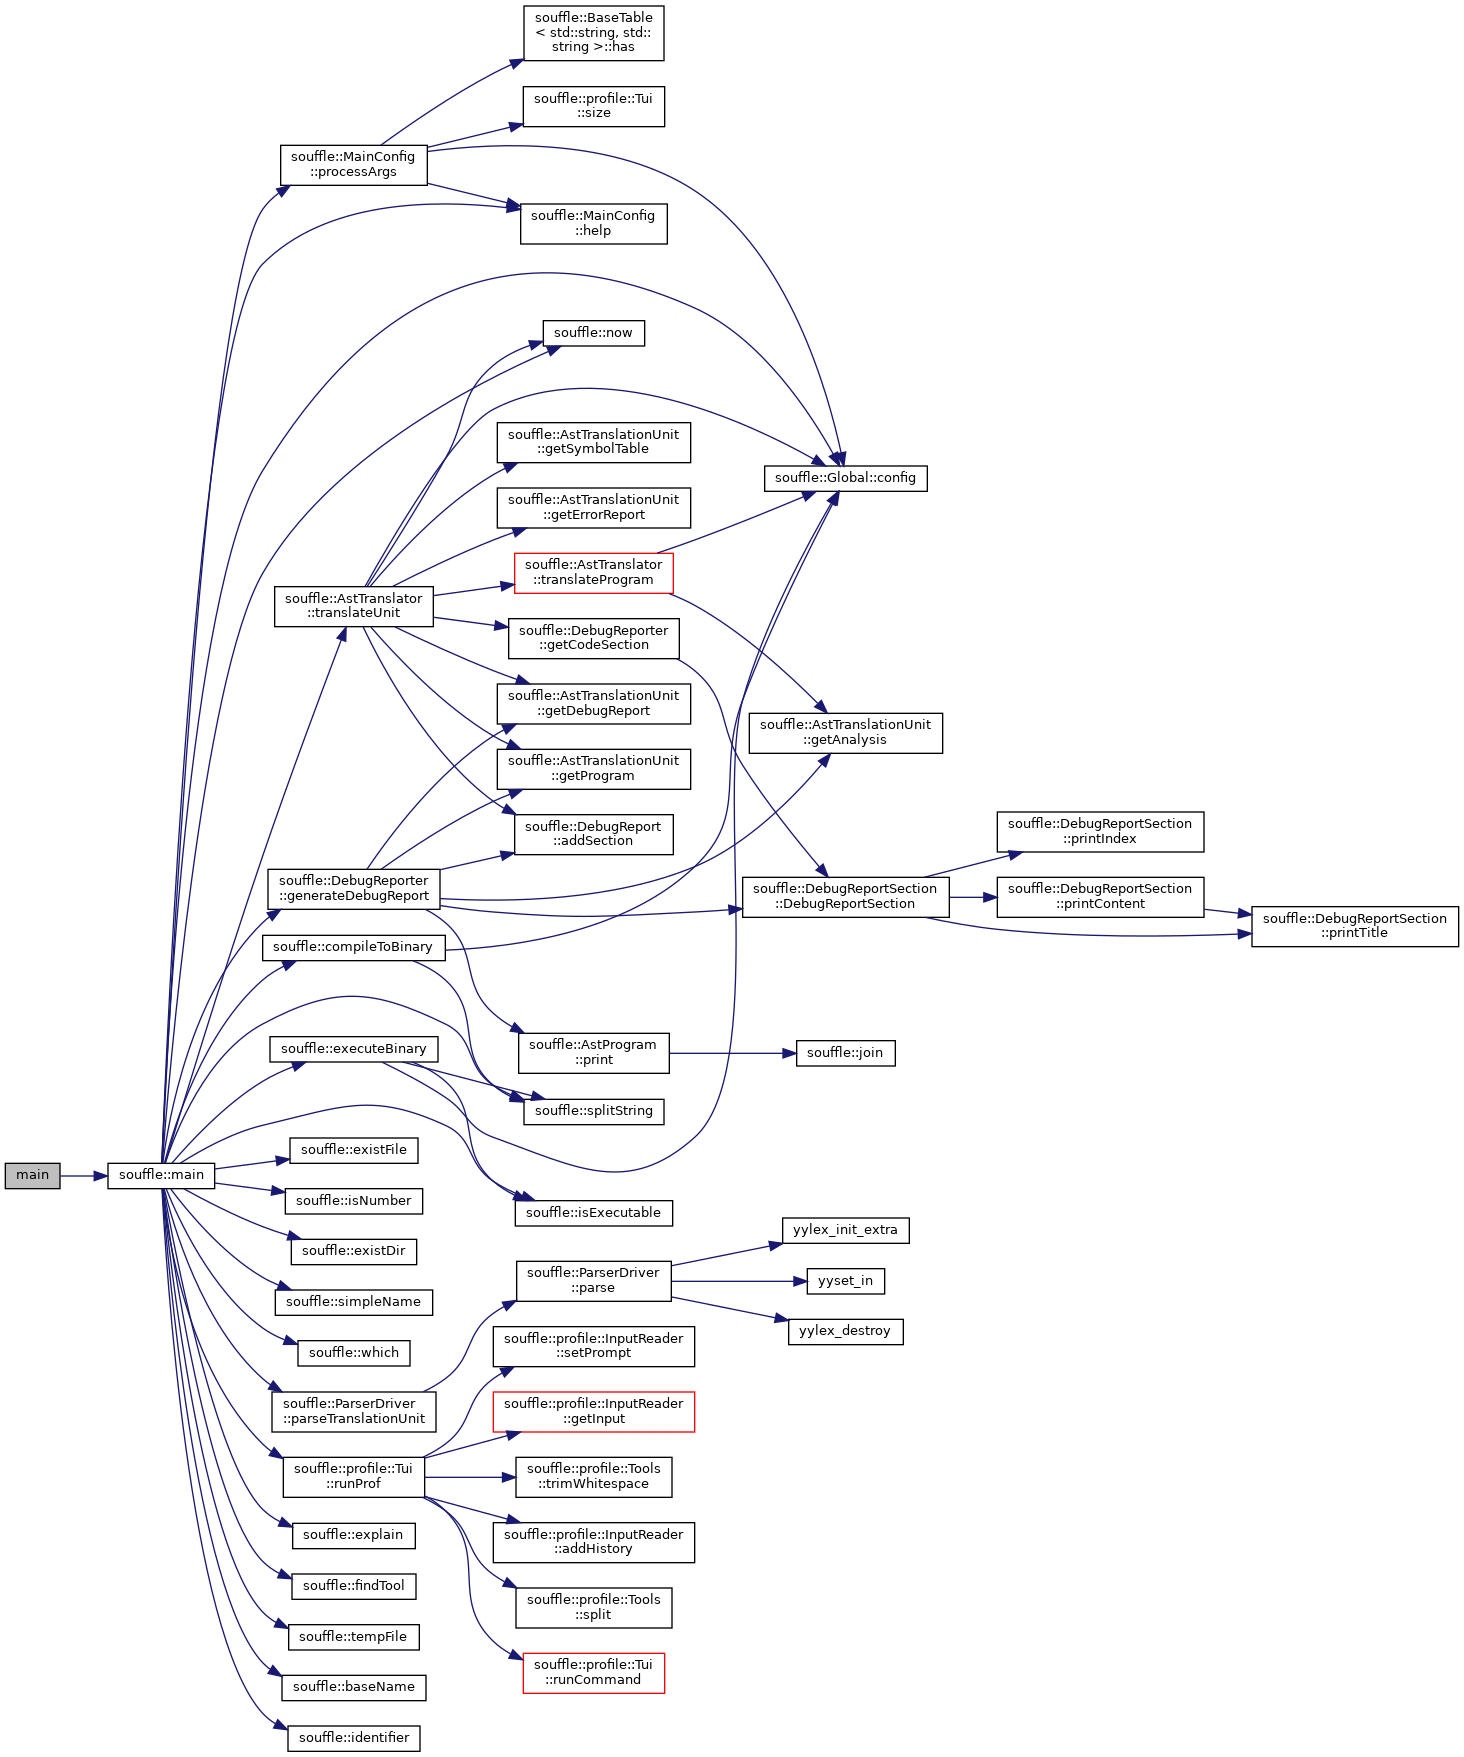 souffle::BaseTable
< std::string, std::
string >::has
souffle::profile::Tui
::size
souffle::MainConfig
::processArgs
souffle::MainConfig
::help
souffle::now
souffle::AstTranslationUnit
::getSymbolTable
souffle::Global::config
souffle::AstTranslationUnit
::getErrorReport
souffle::AstTranslator
::translateProgram
souffle::AstTranslator
::translateUnit
souffle::DebugReporter
::getCodeSection
souffle::AstTranslationUnit
::getDebugReport
souffle::AstTranslationUnit
::getAnalysis
souffle::AstTranslationUnit
::getProgram
souffle::DebugReport
::addSection
souffle::DebugReportSection
::printIndex
souffle::DebugReporter
::generateDebugReport
souffle::DebugReportSection
::DebugReportSection
souffle::DebugReportSection
::printContent
souffle::DebugReportSection
::printTitle
souffle::compileToBinary
souffle::executeBinary
souffle::AstProgram
::print
souffle::join
souffle::splitString
souffle::existFile
main
souffle::main
souffle::isNumber
souffle::isExecutable
souffle::existDir
yylex_init_extra
souffle::ParserDriver
::parse
yyset_in
souffle::simpleName
yylex_destroy
souffle::which
souffle::profile::InputReader
::setPrompt
souffle::ParserDriver
::parseTranslationUnit
souffle::profile::InputReader
::getInput
souffle::profile::Tui
::runProf
souffle::profile::Tools
::trimWhitespace
souffle::explain
souffle::profile::InputReader
::addHistory
souffle::findTool
souffle::profile::Tools
::split
souffle::tempFile
souffle::profile::Tui
::runCommand
souffle::baseName
souffle::identifier